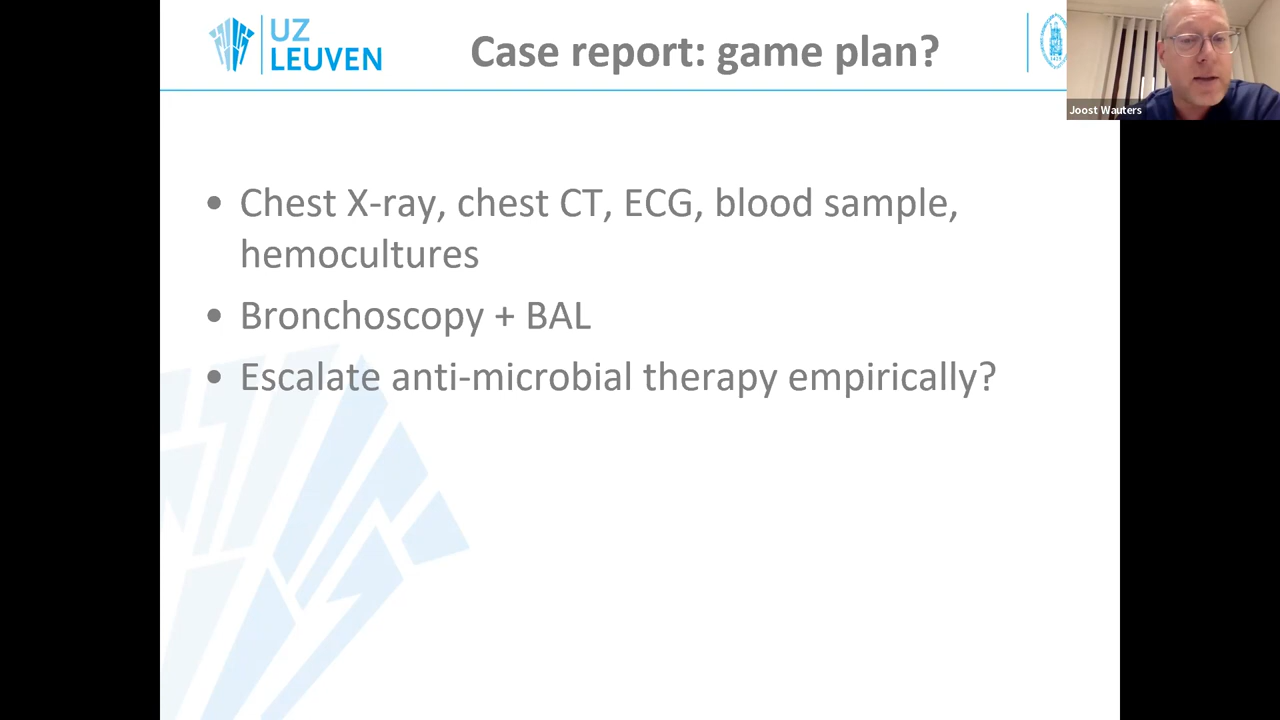 UZ
LEUVEN
Case report: game plan?
Joost Wauters
• Chest X-ray, chest CT, ECG, blood sample,
hemocultures
• Bronchoscopy + BAL
• Escalate anti-microbial therapy empirically?